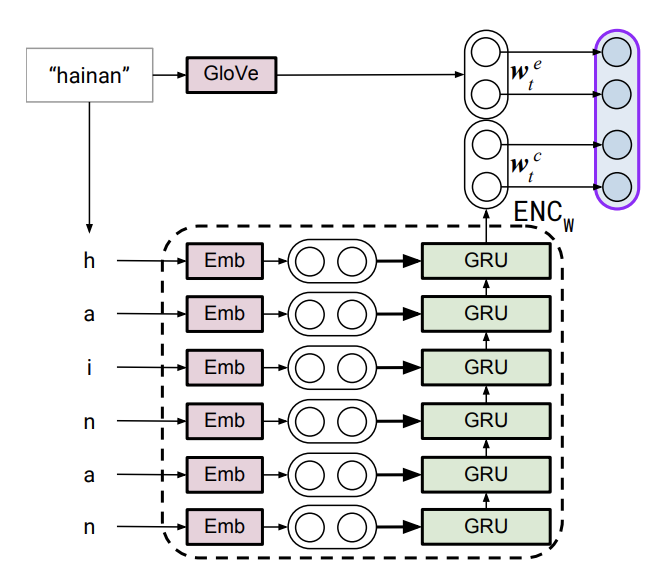 “hainan”
GloVe
w_t^e
w_t^c
ENC_W
h Emb GRU
a Emb GRU
i Emb GRU
n Emb GRU
a Emb GRU
n Emb GRU